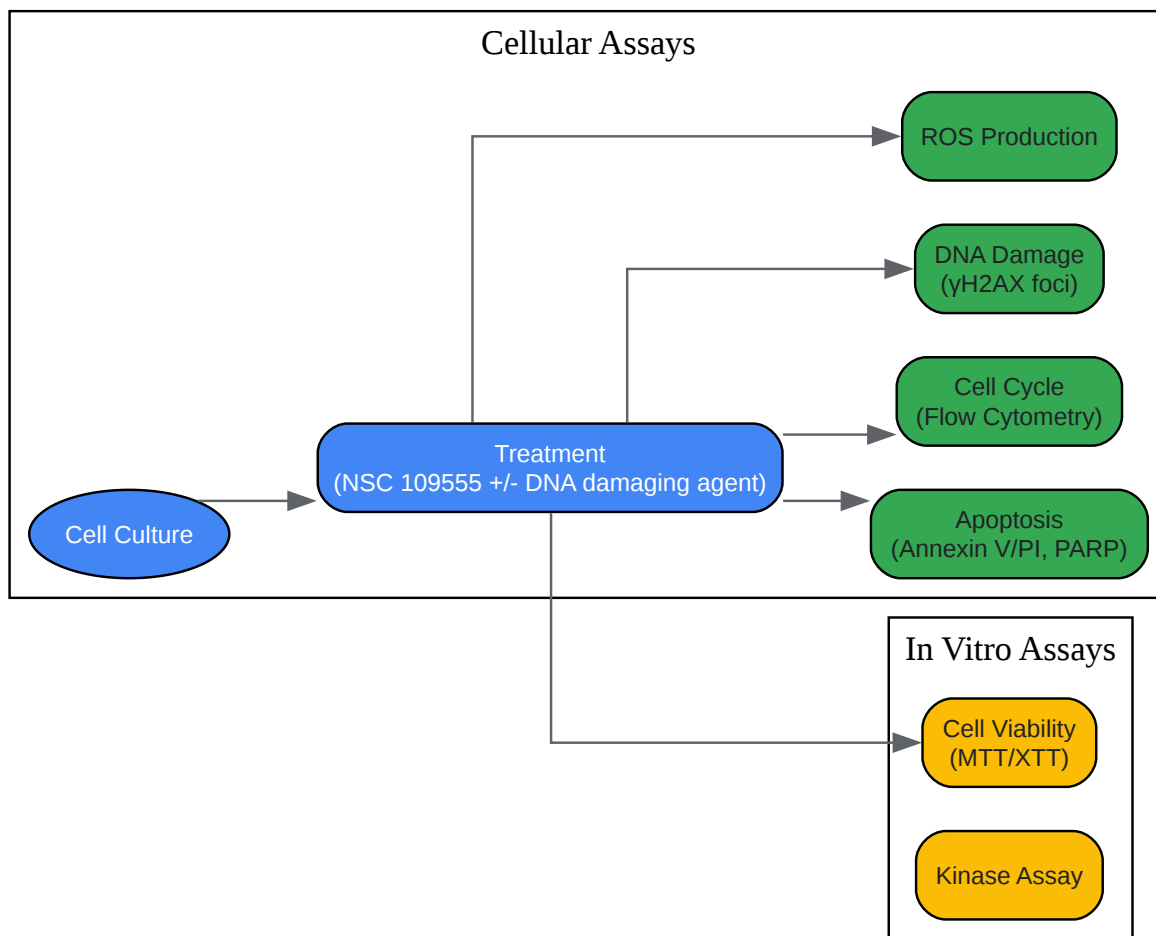 Cellular Assays
ROS Production
DNA Damage
(γH2AX foci)
Cell Cycle
(Flow Cytometry)
Treatment
(NSC 109555 +/- DNA damaging agent)
Cell Culture
Apoptosis
(Annexin V/PI, PARP)
In Vitro Assays
Cell Viability
(MTT/XTT)
Kinase Assay